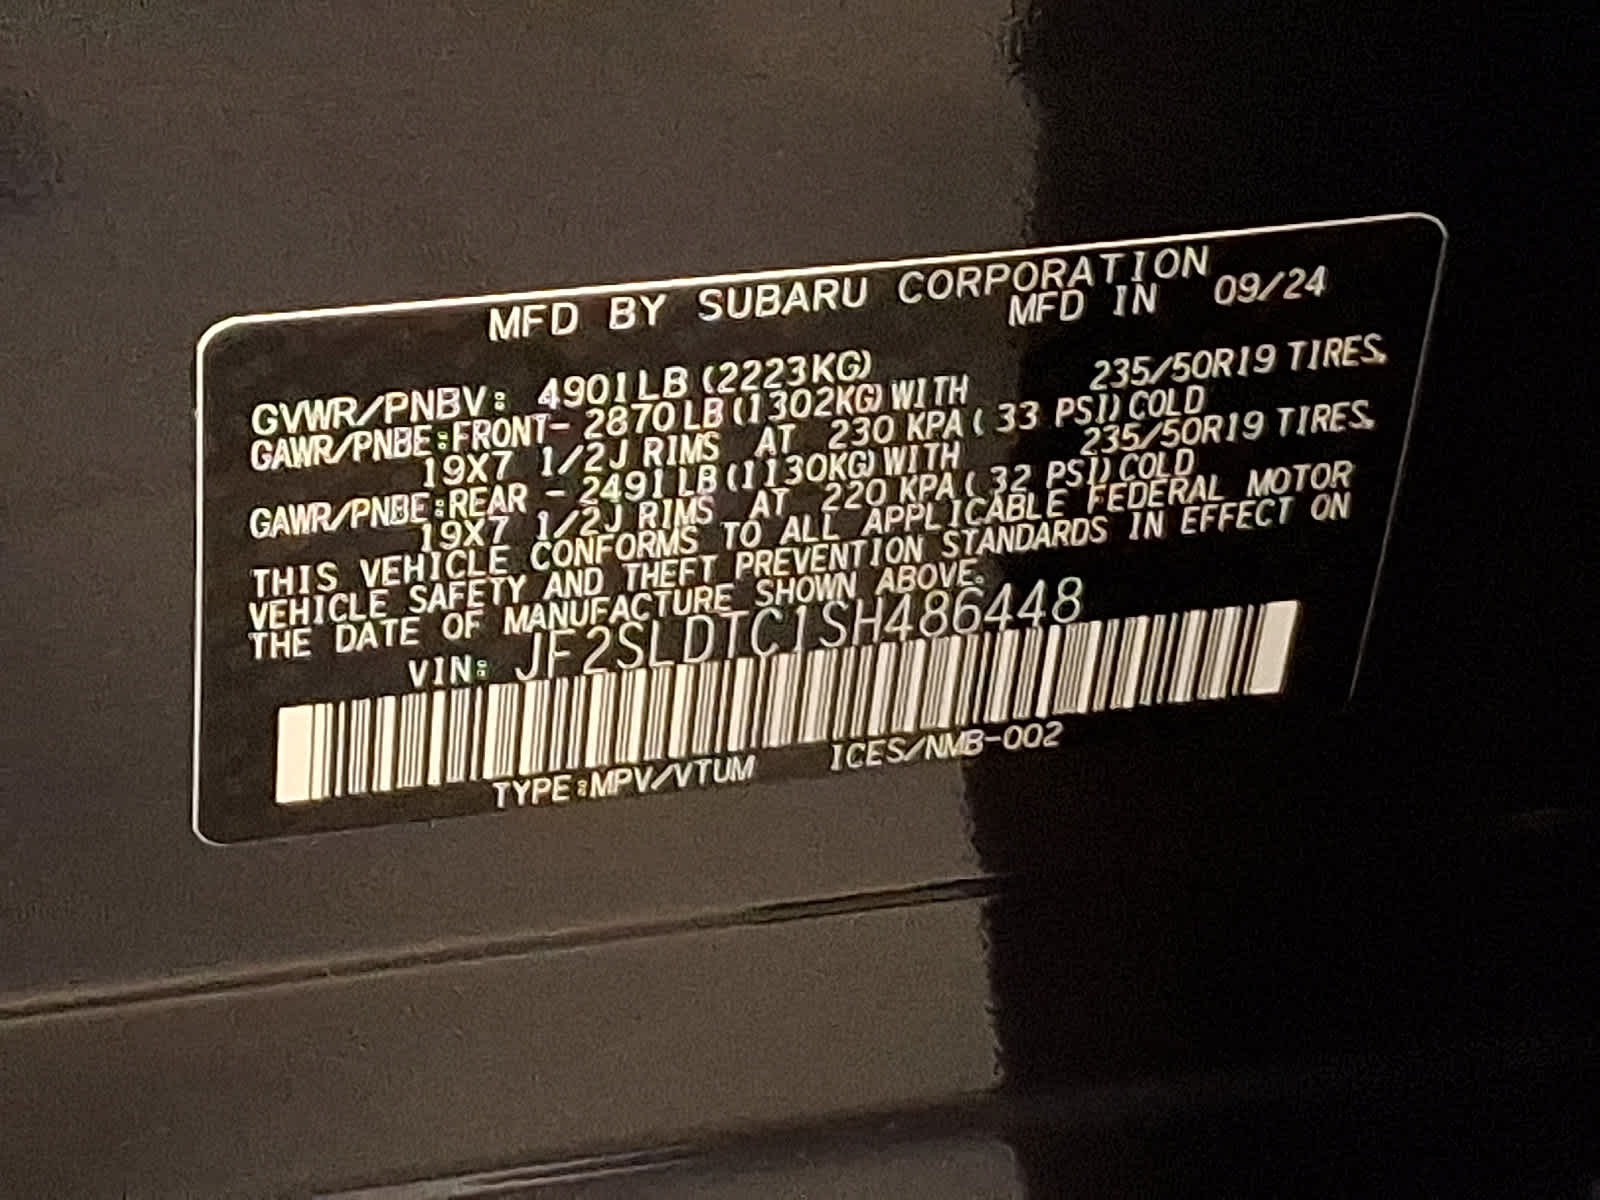 MFD BY SUBARU CORPORATION
MFD IN 09/24
GVWR/PNBV: 4901LB (2223KG)
GAWR/PNBE:FRONT- 2870LB(1302KG)WITH 235/50R19 TIRES,
19X7 1/2J RIMS AT 230 KPA( 33 PSI) COLD
GAWR/PNBE:REAR - 2491LB(1130KG)WITH 235/50R19 TIRES,
19X7 1/2J RIMS AT 220 KPA( 32 PSI) COLD
THIS VEHICLE CONFORMS TO ALL APPLICABLE FEDERAL MOTOR
VEHICLE SAFETY AND THEFT PREVENTION STANDARDS IN EFFECT ON
THE DATE OF MANUFACTURE SHOWN ABOVE.
VIN: JF2SLDTC1SH486448
TYPE:MPV/VTUM ICES/NMB-002